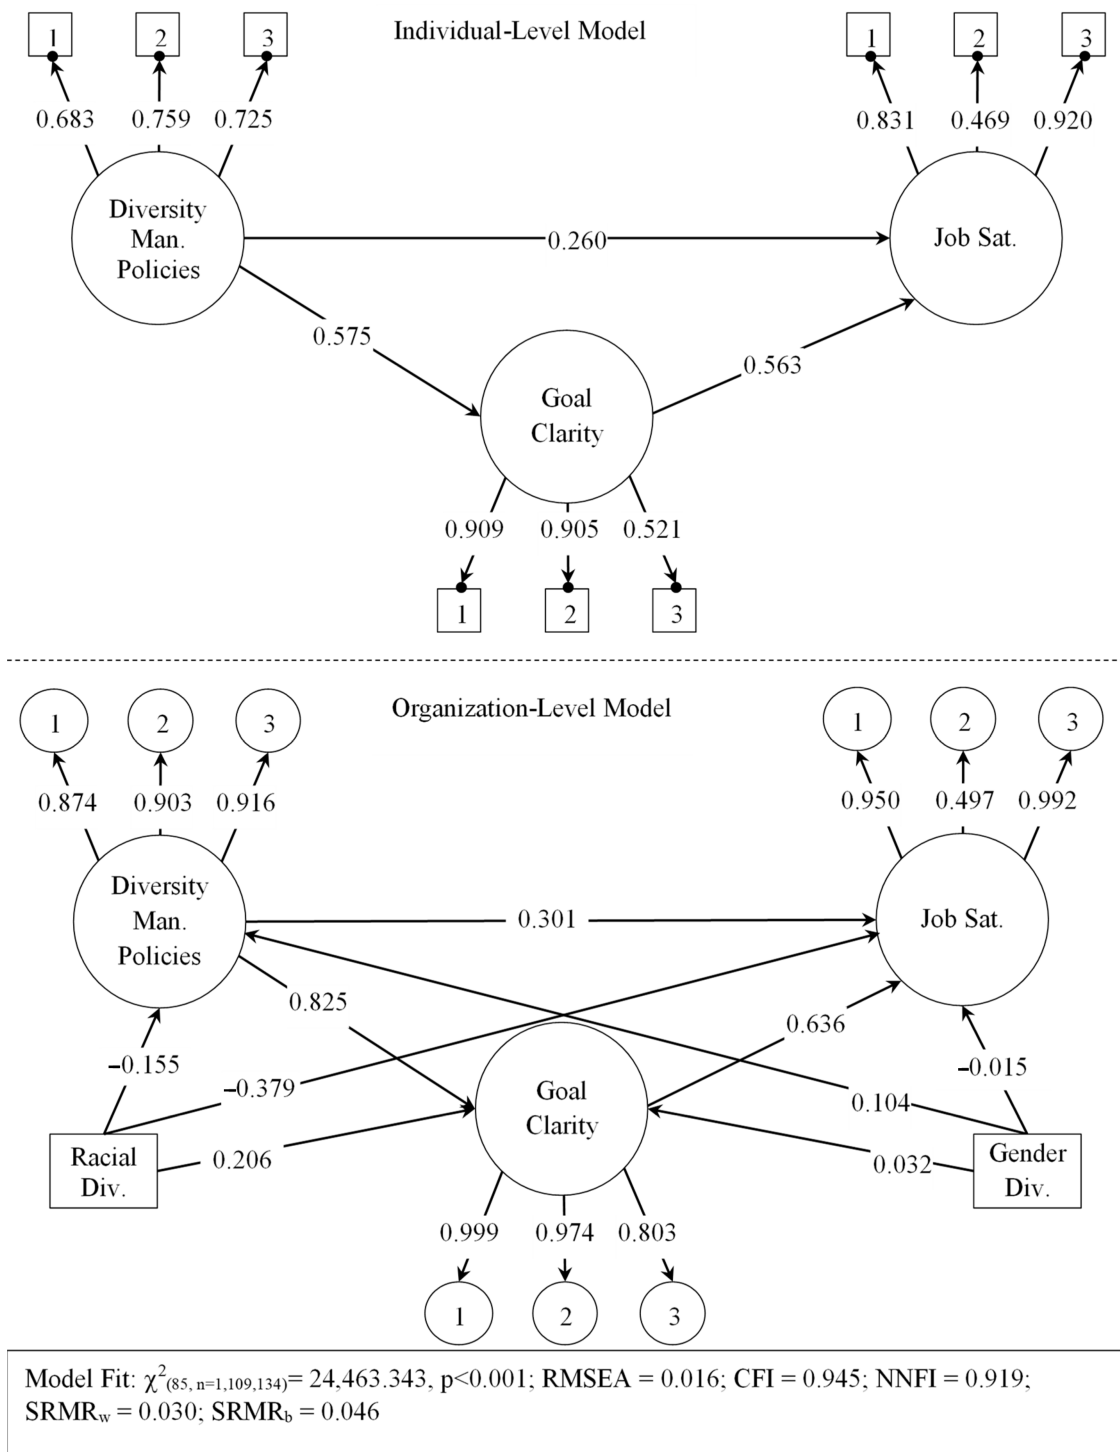 Individual-Level Model
1 2 3 1 2 3
0.683 0.759 0.725 0.831 0.469 0.920
Diversity
Man.
Policies
0.260
Job Sat.
0.575
0.563
Goal
Clarity
0.909 0.905 0.521
1 2 3
Organization-Level Model
1 2 3 1 2 3
0.874 0.903 0.916 0.950 0.497 0.992
Diversity
Man.
Policies
0.301
Job Sat.
0.825
0.636
−0.155
−0.379
−0.015
0.104
Goal
Clarity
Racial
Div.
0.206
0.032
Gender
Div.
0.999 0.974 0.803
1 2 3
Model Fit: χ²(85, n=1,109,134)= 24,463.343, p<0.001; RMSEA = 0.016; CFI = 0.945; NNFI = 0.919;
SRMRw = 0.030; SRMRb = 0.046